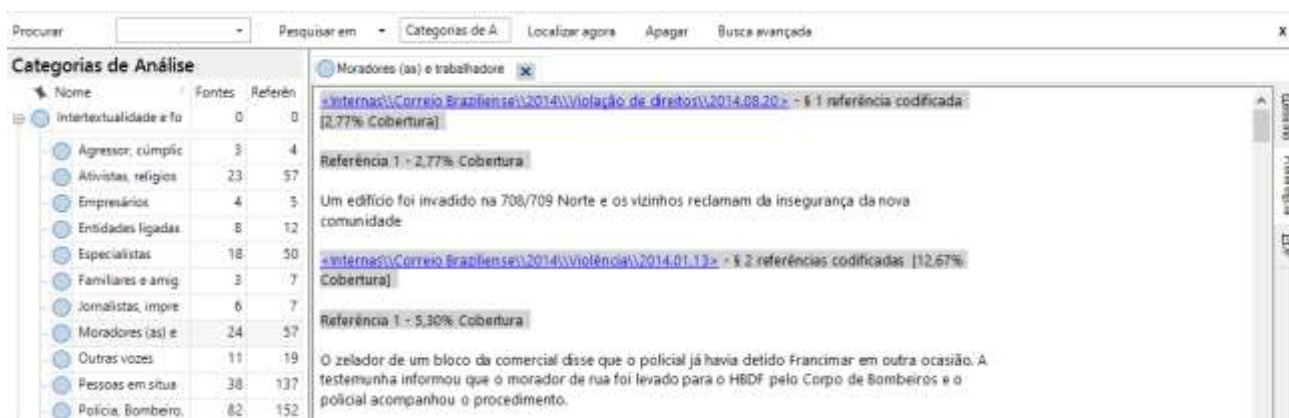 Procurar Pesquisar em Categorias de A Localizar agora Apagar Busca avançada x
Categorias de Análise
Nome Fontes Referên
Intertextualidade e fo 0 0
Agressor, cúmplic 3 4
Ativistas, religios 23 57
Empresários 4 5
Entidades ligadas 8 12
Especialistas 18 50
Familiares e amig 3 7
Jornalistas, impre 6 7
Moradores (as) e 24 57
Outras vozes 11 19
Pessoas em situa 38 137
Polícia, Bombeiro, 82 152
Moradores (as) e trabalhadore x
<Internas\\Correio Braziliense\\2014\\Violação de direitos\\2014.08.20> - § 1 referência codificada
[2,77% Cobertura]
Referência 1 - 2,77% Cobertura
Um edifício foi invadido na 708/709 Norte e os vizinhos reclamam da insegurança da nova
comunidade
<Internas\\Correio Braziliense\\2014\\Violência\\2014.01.13> - § 2 referências codificadas [12,67%
Cobertura]
Referência 1 - 5,30% Cobertura
O zelador de um bloco da comercial disse que o policial já havia detido Francimar em outra ocasião. A
testemunha informou que o morador de rua foi levado para o HBDF pelo Corpo de Bombeiros e o
policial acompanhou o procedimento.